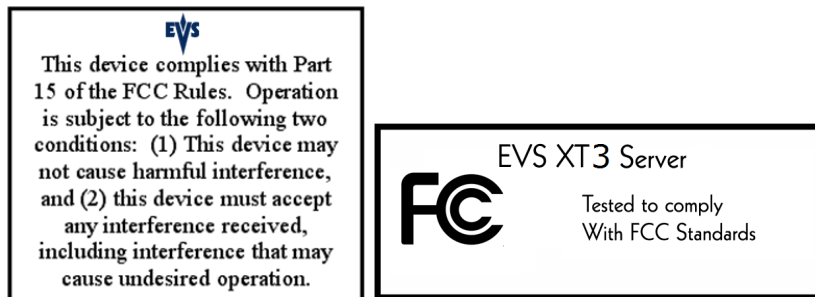 EVS
This device complies with Part
15 of the FCC Rules.  Operation
is subject to the following two
conditions:  (1) This device may
not cause harmful interference,
and (2) this device must accept
any interference received,
including interference that may
cause undesired operation.
EVS XT3 Server
FC
Tested to comply
With FCC Standards